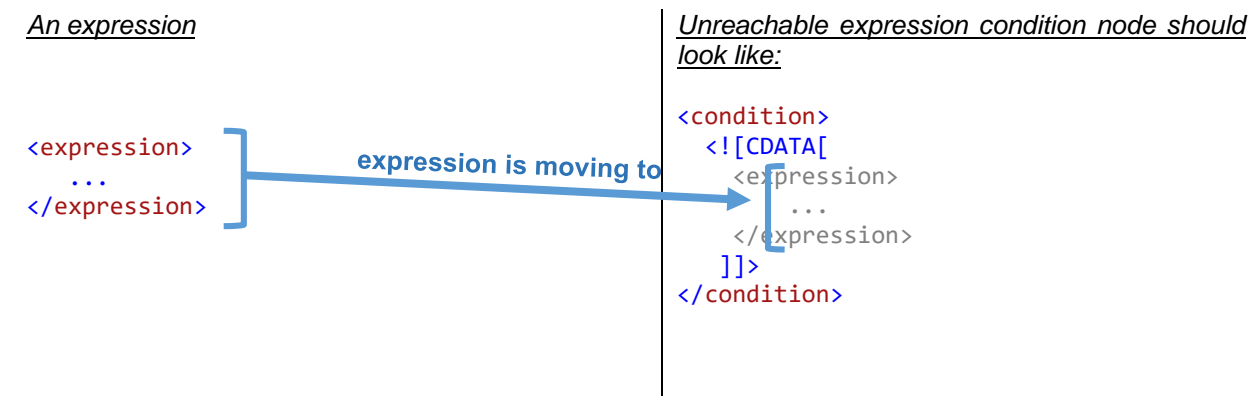 An expression
<expression>
...
</expression>
expression is moving to
Unreachable expression condition node should
look like:
<condition>
<![CDATA[
<expression>
...
</expression>
]]>
</condition>